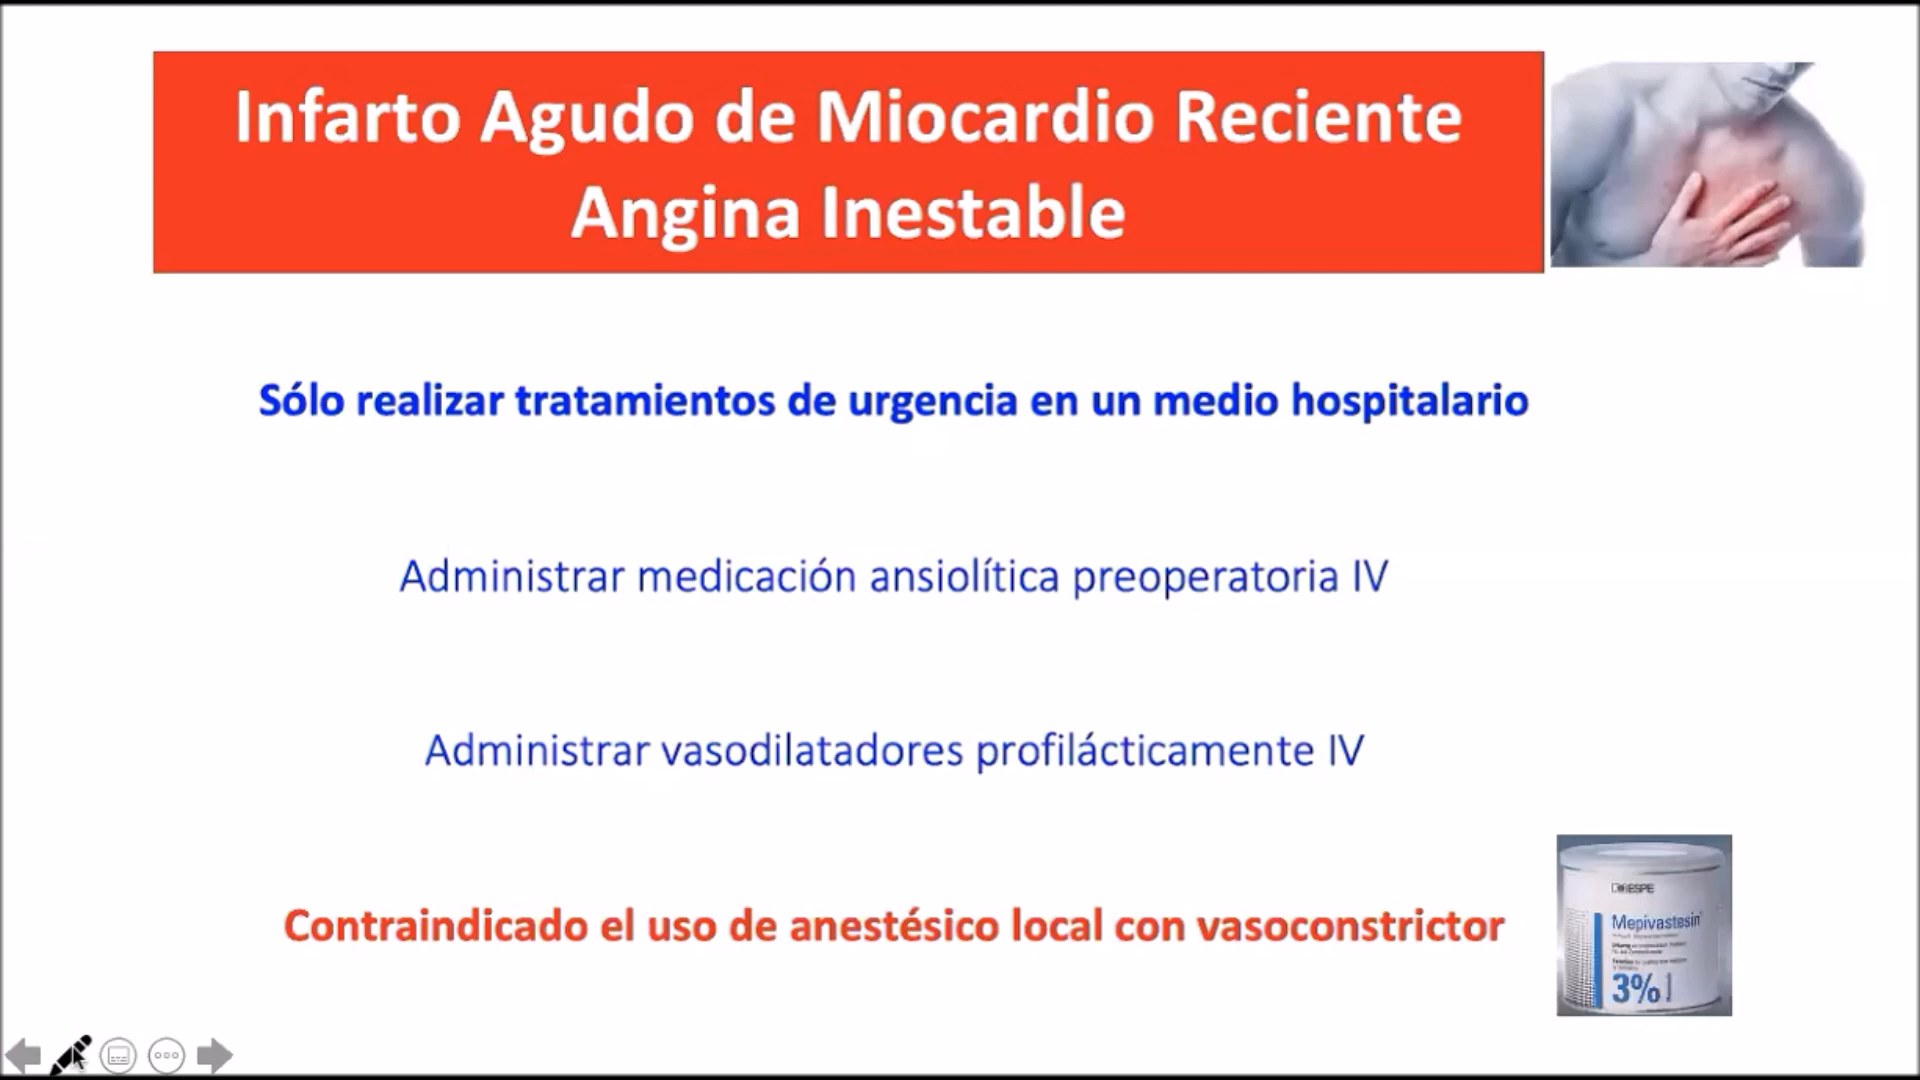 Infarto Agudo de Miocardio Reciente
Angina Inestable
Sólo realizar tratamientos de urgencia en un medio hospitalario
Administrar medicación ansiolítica preoperatoria IV
Administrar vasodilatadores profilácticamente IV
Contraindicado el uso de anestésico local con vasoconstrictor
ESPE
Mepivastesin
3%